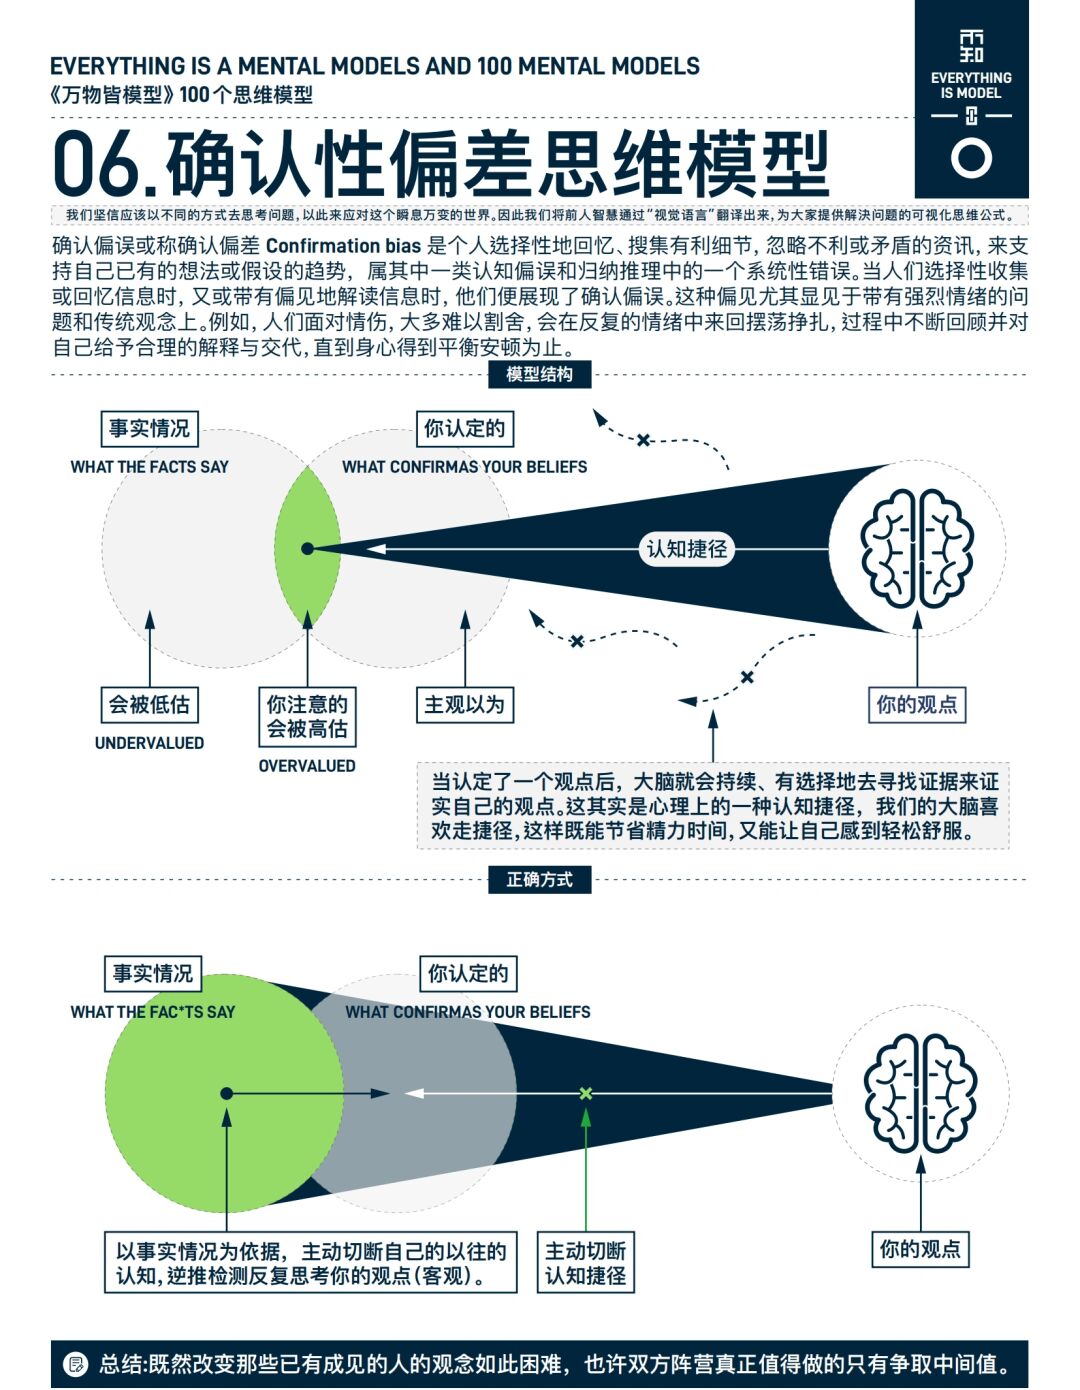 EVERYTHING IS A MENTAL MODELS AND 100 MENTAL MODELS
《万物皆模型》100个思维模型
EVERYTHING
IS MODEL
06.确认性偏差思维模型
我们坚信应该以不同的方式去思考问题,以此来应对这个瞬息万变的世界。因此我们将前人智慧通过“视觉语言”翻译出来,为大家提供解决问题的可视化思维公式。
确认偏误或称确认偏差 Confirmation bias 是个人选择性地回忆、搜集有利细节,忽略不利或矛盾的资讯,来支
持自己已有的想法或假设的趋势,属其中一类认知偏误和归纳推理中的一个系统性错误。当人们选择性收集
或回忆信息时,又或带有偏见地解读信息时,他们便展现了确认偏误。这种偏见尤其显见于带有强烈情绪的问
题和传统观念上。例如,人们面对情伤,大多难以割舍,会在反复的情绪中来回摆荡挣扎,过程中不断回顾并对
自己给予合理的解释与交代,直到身心得到平衡安顿为止。
模型结构
事实情况
你认定的
WHAT THE FACTS SAY
WHAT CONFIRMAS YOUR BELIEFS
认知捷径
会被低估
UNDERVALUED
你注意的
会被高估
OVERVALUED
主观以为
你的观点
当认定了一个观点后,大脑就会持续、有选择地去寻找证据来证
实自己的观点。这其实是心理上的一种认知捷径,我们的大脑喜
欢走捷径,这样既能节省精力时间,又能让自己感到轻松舒服。
正确方式
事实情况
你认定的
WHAT THE FAC*TS SAY
WHAT CONFIRMAS YOUR BELIEFS
以事实情况为依据,主动切断自己的以往的
认知,逆推检测反复思考你的观点(客观)。
主动切断
认知捷径
你的观点
总结:既然改变那些已有成见的人的观念如此困难,也许双方阵营真正值得做的只有争取中间值。